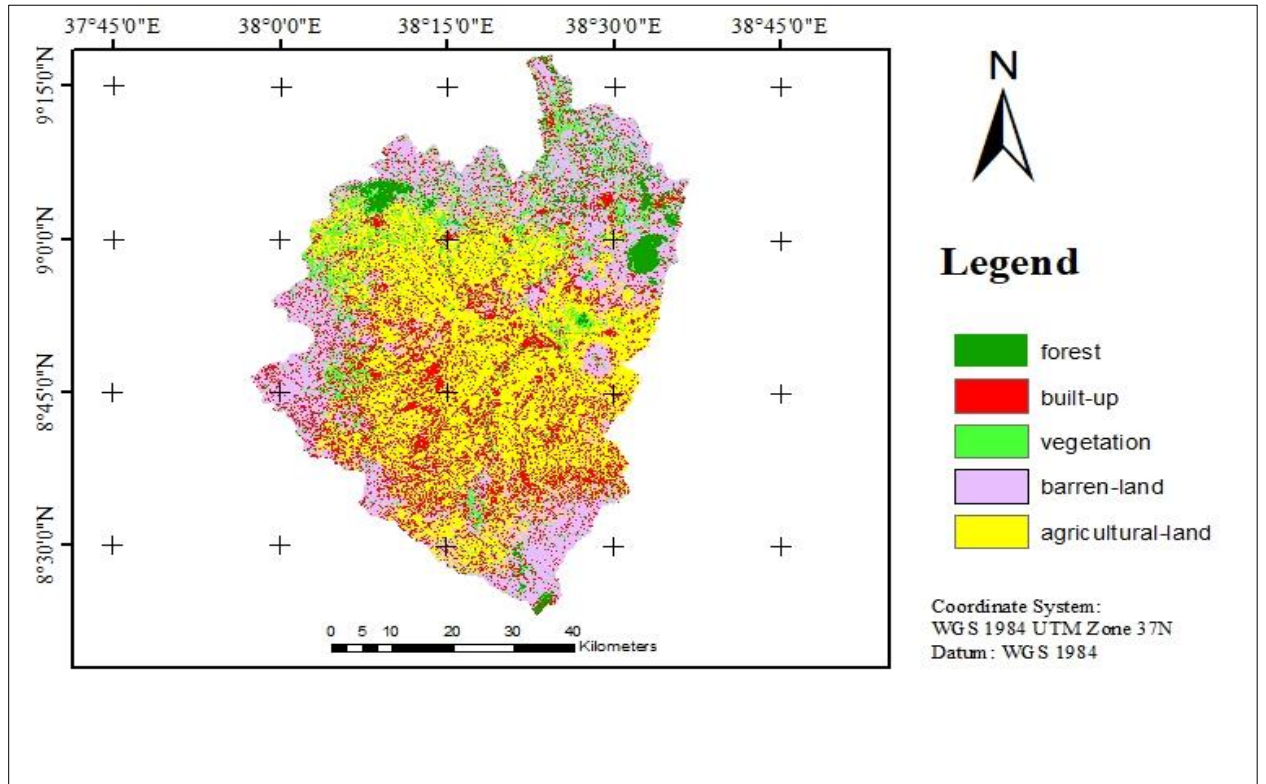 37°45'0"E 38°0'0"E 38°15'0"E 38°30'0"E 38°45'0"E
9°15'0"N
9°0'0"N
8°45'0"N
8°30'0"N
N
Legend
forest
built-up
vegetation
barren-land
agricultural-land
0 5 10 20 30 40
Kilometers
Coordinate System:
WGS 1984 UTM Zone 37N
Datum: WGS 1984